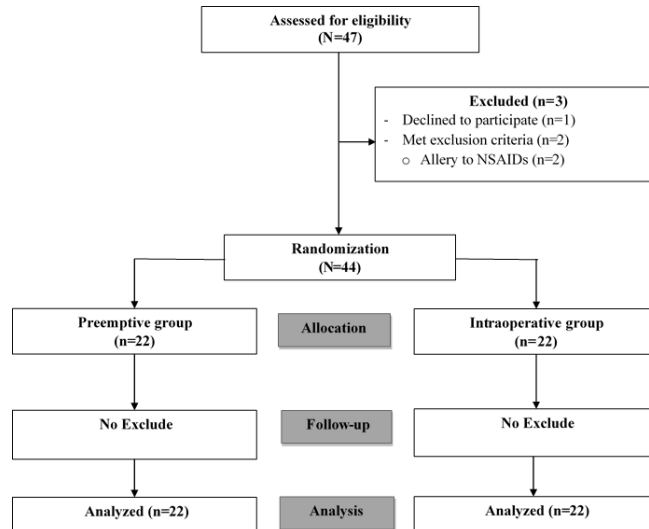 Assessed for eligibility
(N=47)
Excluded (n=3)
- Declined to participate (n=1)
- Met exclusion criteria (n=2)
o Allery to NSAIDs (n=2)
Randomization
(N=44)
Preemptive group
(n=22)
Allocation
Intraoperative group
(n=22)
No Exclude
Follow-up
No Exclude
Analyzed (n=22)
Analysis
Analyzed (n=22)